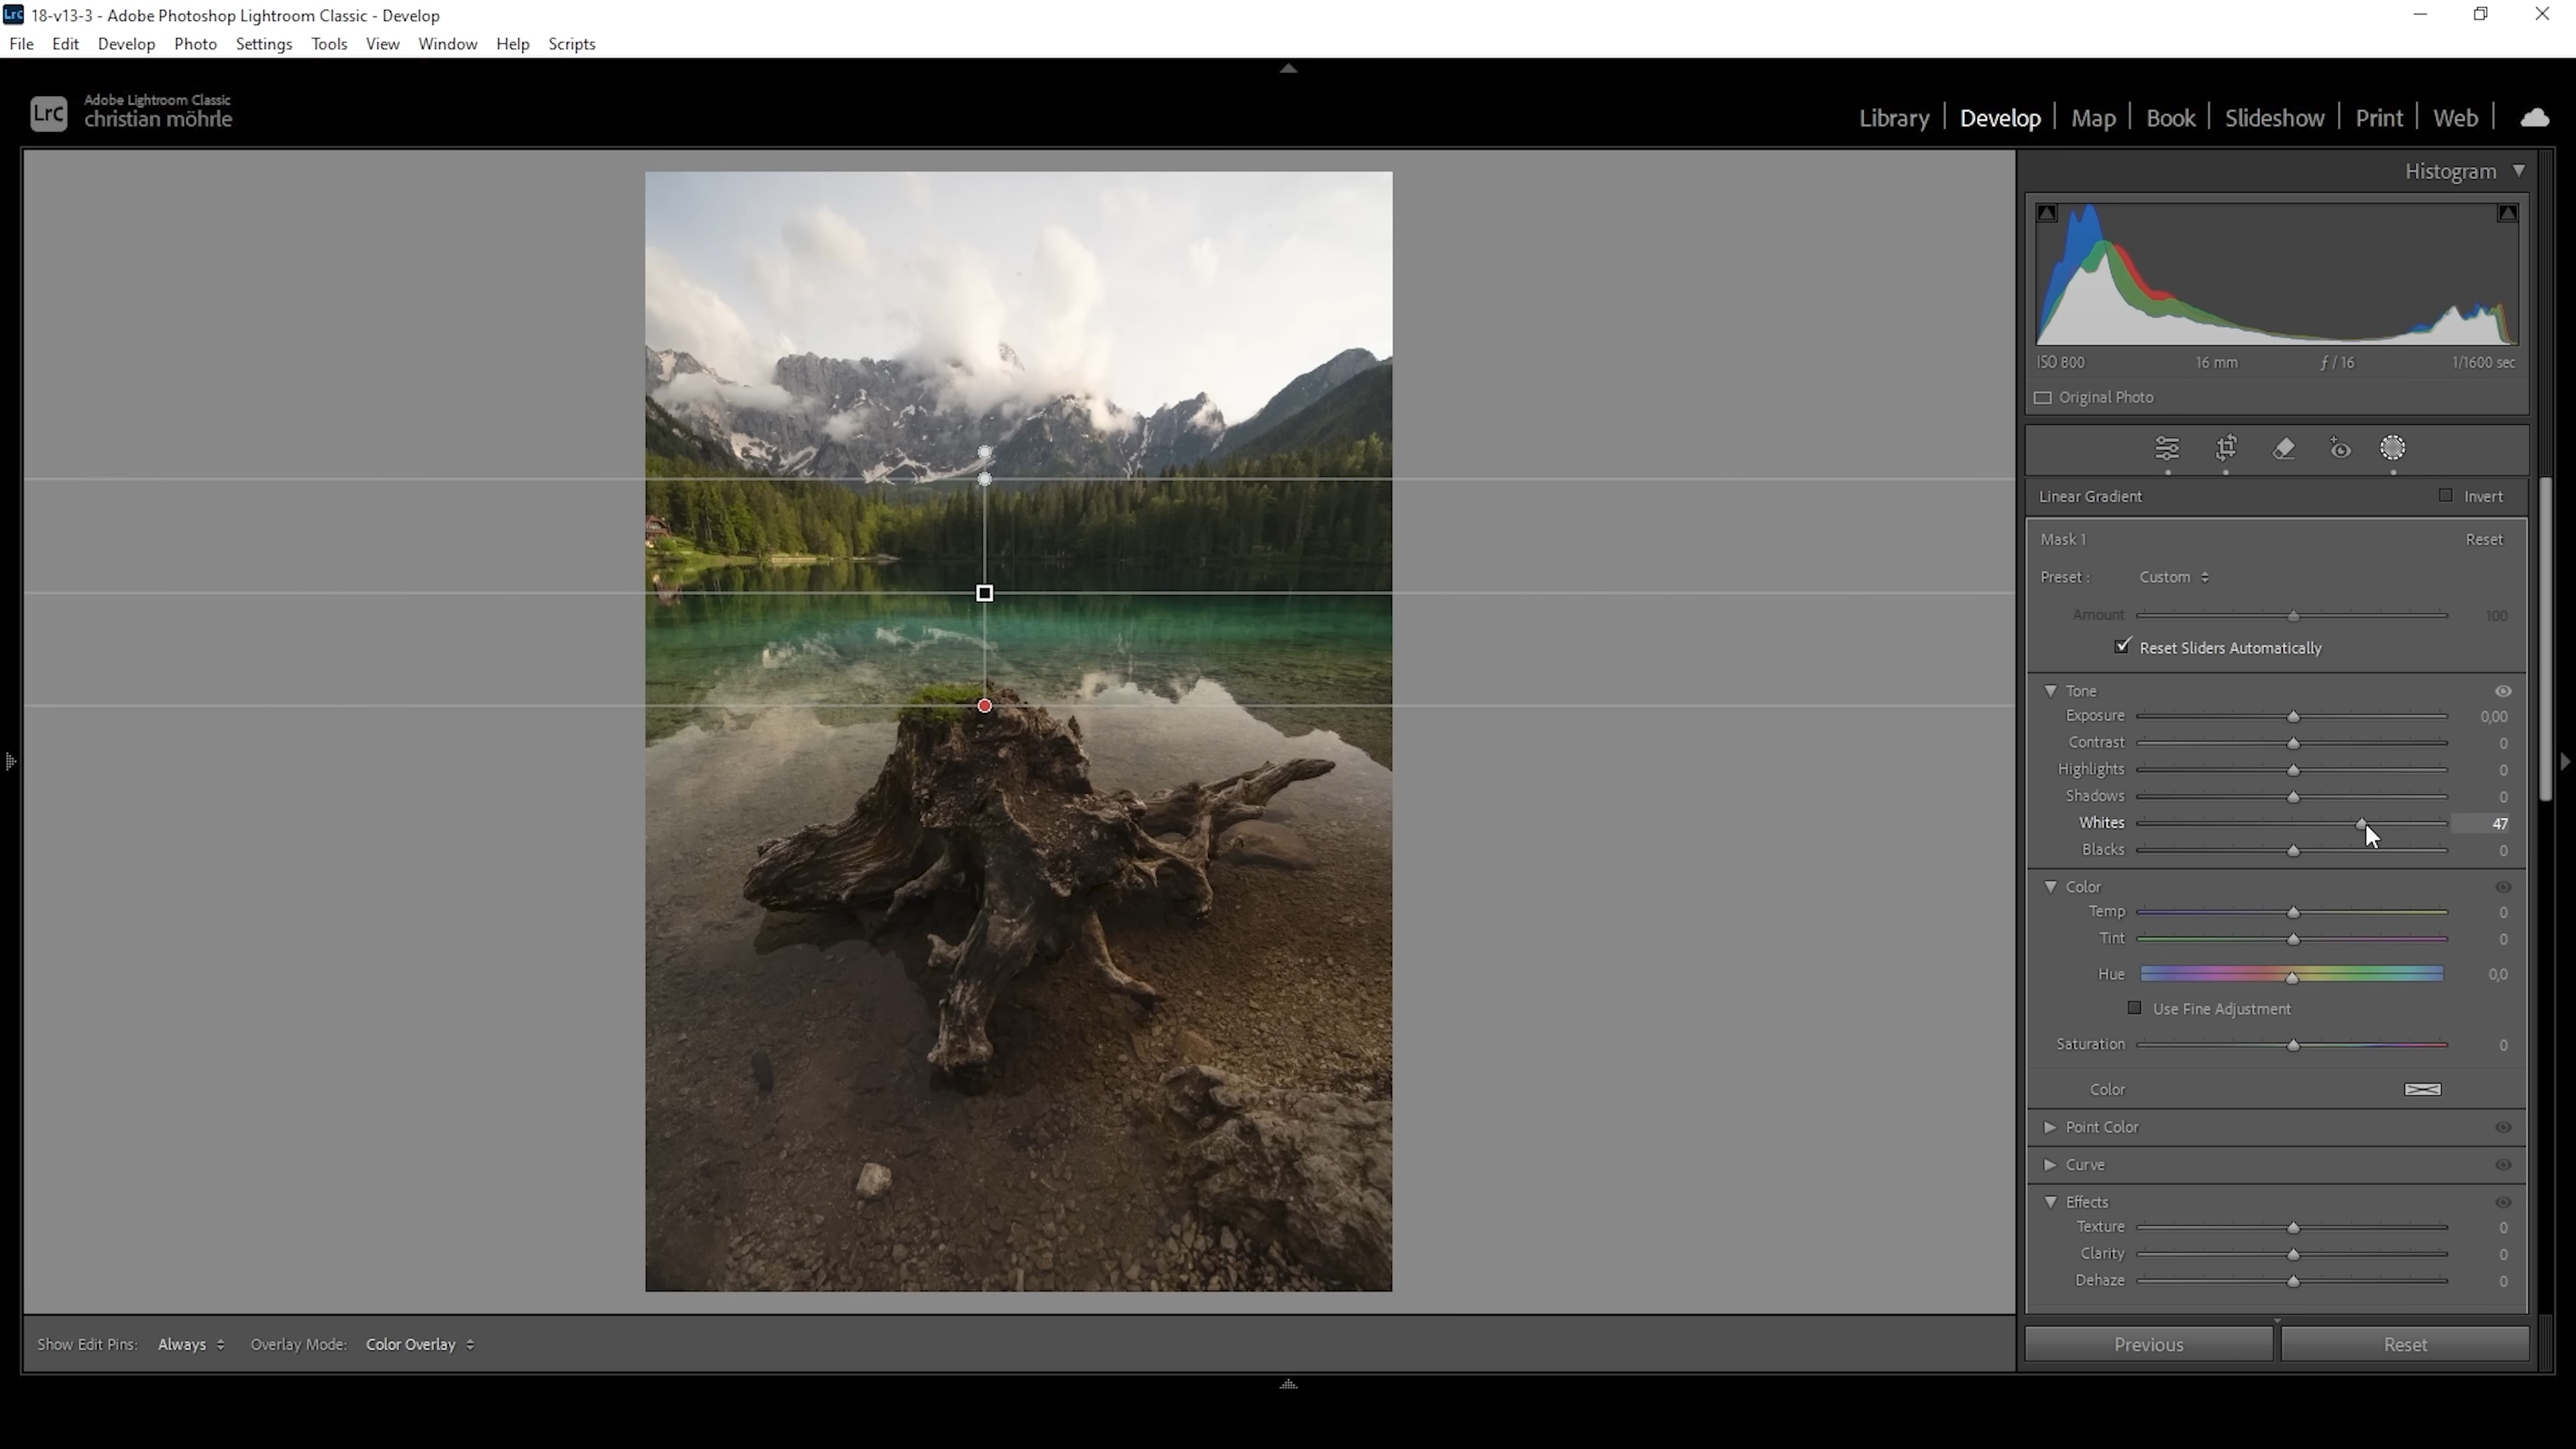 Lrc 18-v13-3 - Adobe Photoshop Lightroom Classic - Develop
File Edit Develop Photo Settings Tools View Window Help Scripts
Lrc
Adobe Lightroom Classic
christian möhrle
Library | Develop | Map | Book | Slideshow | Print | Web |
Histogram
ISO 800 16 mm ƒ / 16 1/1600 sec
Original Photo
Linear Gradient Invert
Mask 1 Reset
Preset : Custom
Amount 100
Reset Sliders Automatically
Tone
Exposure 0,00
Contrast 0
Highlights 0
Shadows 0
Whites 47
Blacks 0
Color
Temp 0
Tint 0
Hue 0,0
Use Fine Adjustment
Saturation 0
Color
Point Color
Curve
Effects
Texture 0
Clarity 0
Dehaze 0
Show Edit Pins: Always Overlay Mode: Color Overlay
Previous Reset